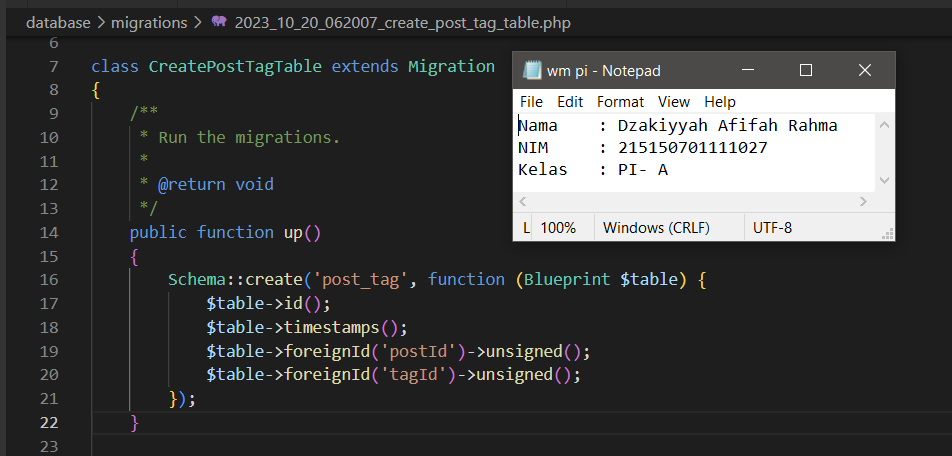 database > migrations > 2023_10_20_062007_create_post_tag_table.php
6
7 class CreatePostTagTable extends Migration
8 {
9 /**
10 * Run the migrations.
11 *
12 * @return void
13 */
14 public function up()
15 {
16 Schema::create('post_tag', function (Blueprint $table) {
17 $table->id();
18 $table->timestamps();
19 $table->foreignId('postId')->unsigned();
20 $table->foreignId('tagId')->unsigned();
21 });
22 }
23
wm pi - Notepad
File Edit Format View Help
Nama : Dzakiyyah Afifah Rahma
NIM : 215150701111027
Kelas : PI- A
L 100% Windows (CRLF) UTF-8